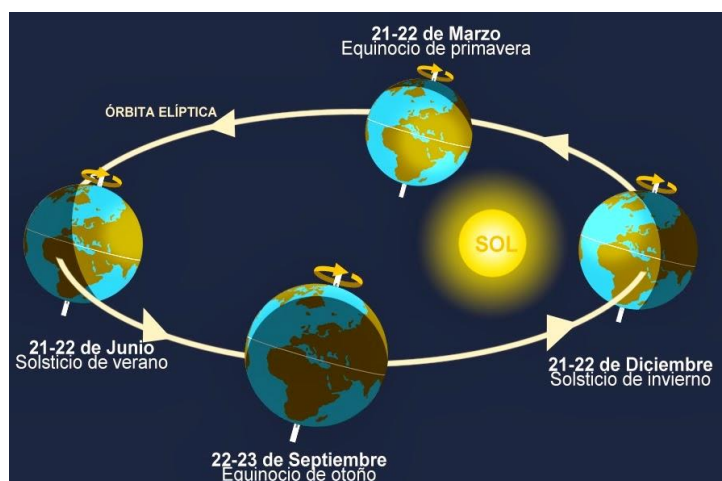 21-22 de Marzo
Equinocio de primavera
ÓRBITA ELÍPTICA
SOL
21-22 de Junio
Solsticio de verano
21-22 de Diciembre
Solsticio de invierno
22-23 de Septiembre
Equinocio de otoño